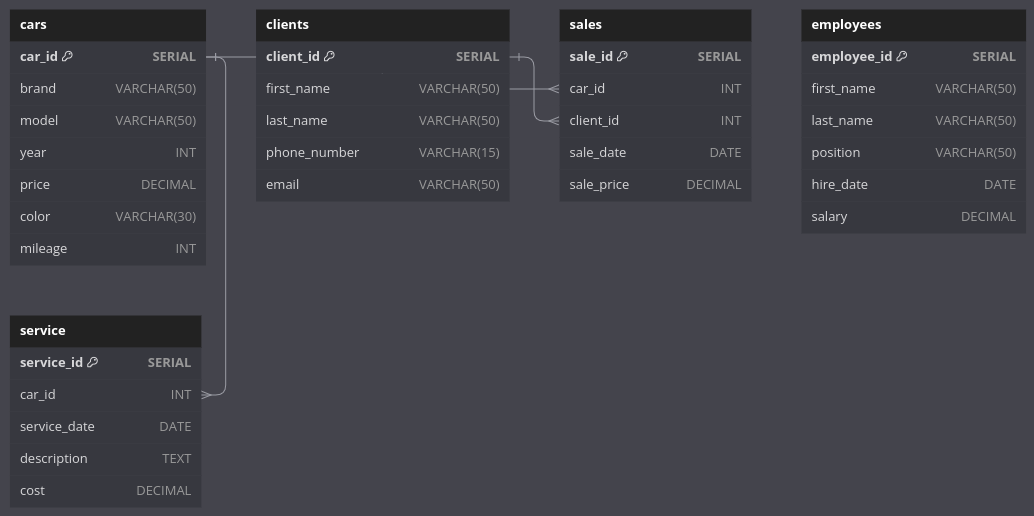 cars
car_id SERIAL
brand VARCHAR(50)
model VARCHAR(50)
year INT
price DECIMAL
color VARCHAR(30)
mileage INT
clients
client_id SERIAL
first_name VARCHAR(50)
last_name VARCHAR(50)
phone_number VARCHAR(15)
email VARCHAR(50)
sales
sale_id SERIAL
car_id INT
client_id INT
sale_date DATE
sale_price DECIMAL
employees
employee_id SERIAL
first_name VARCHAR(50)
last_name VARCHAR(50)
position VARCHAR(50)
hire_date DATE
salary DECIMAL
service
service_id SERIAL
car_id INT
service_date DATE
description TEXT
cost DECIMAL